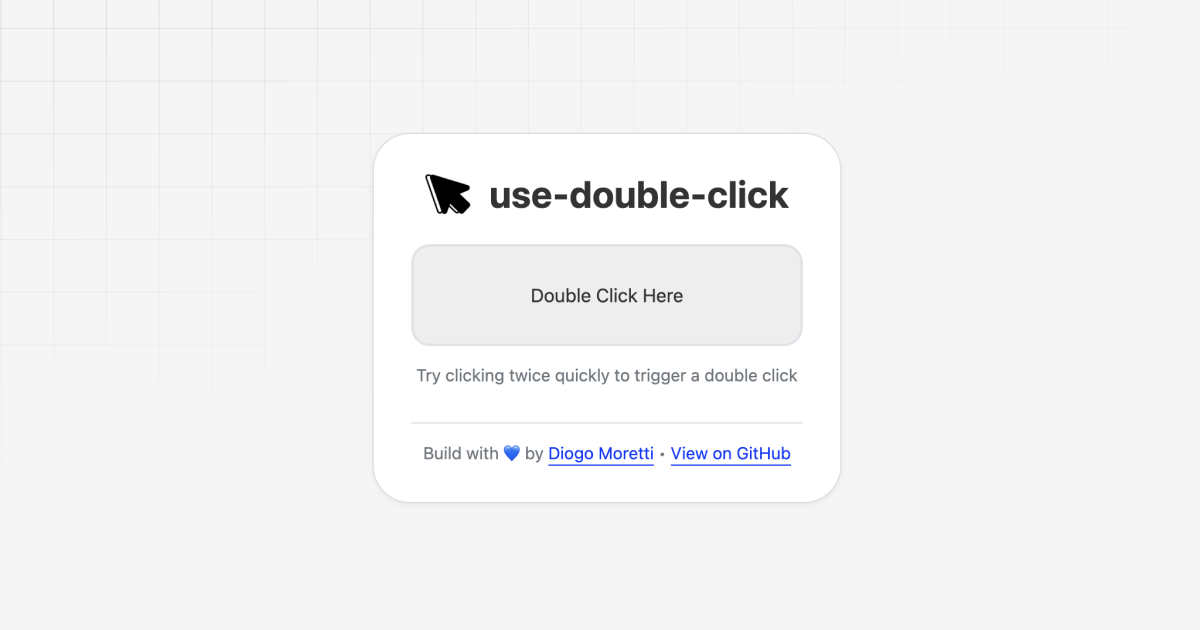 use-double-click
Double Click Here
Try clicking twice quickly to trigger a double click
Build with 💙 by Diogo Moretti • View on GitHub